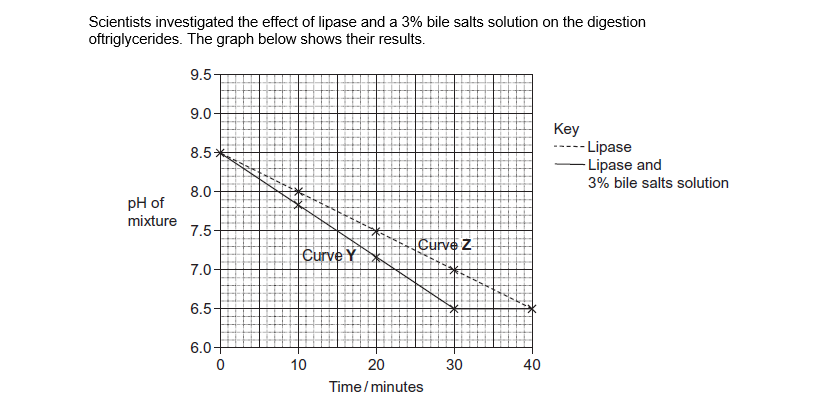 Scientists investigated the effect of lipase and a 3% bile salts solution on the digestion
oftriglycerides. The graph below shows their results.
9.5
9.0
8.5
8.0
7.5
7.0
6.5
6.0
pH of
mixture
Curve Y
Curve Z
0 10 20 30 40
Time / minutes
Key
Lipase
Lipase and
3% bile salts solution